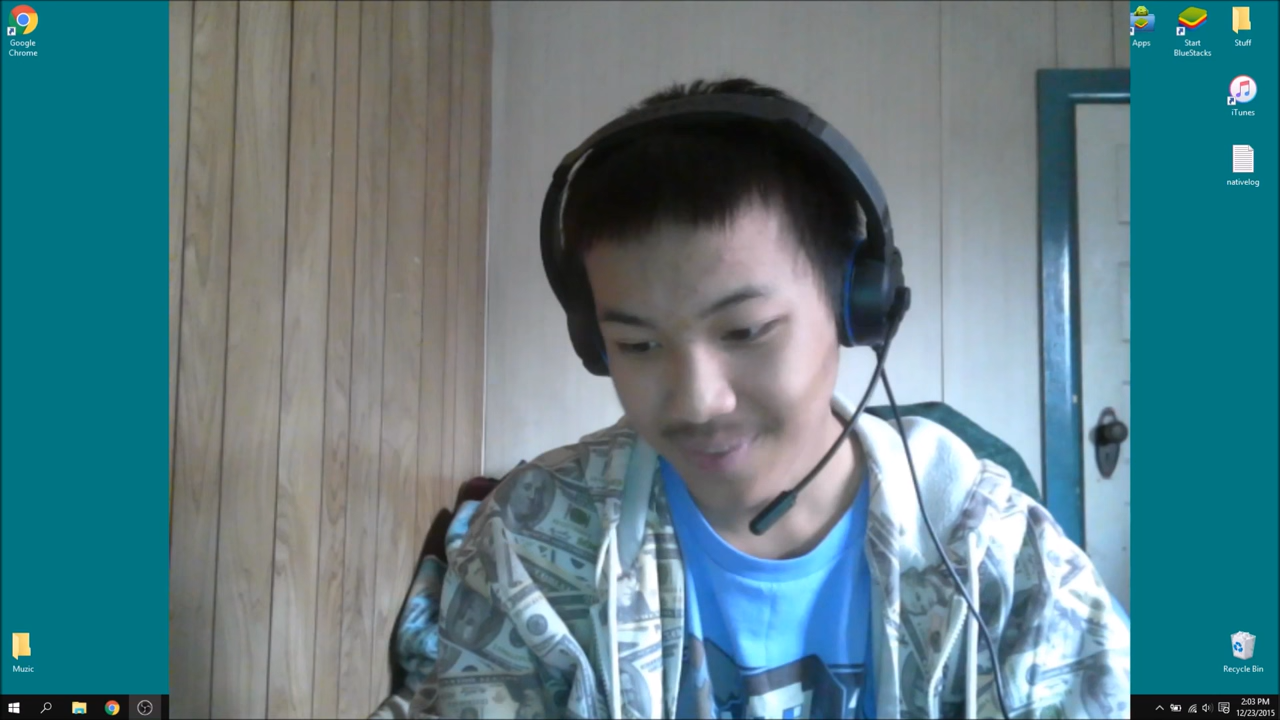 Google
Chrome
Apps
Start
BlueStacks
Stuff
iTunes
nativelog
Muzic
Recycle Bin
2:03 PM
12/23/2015